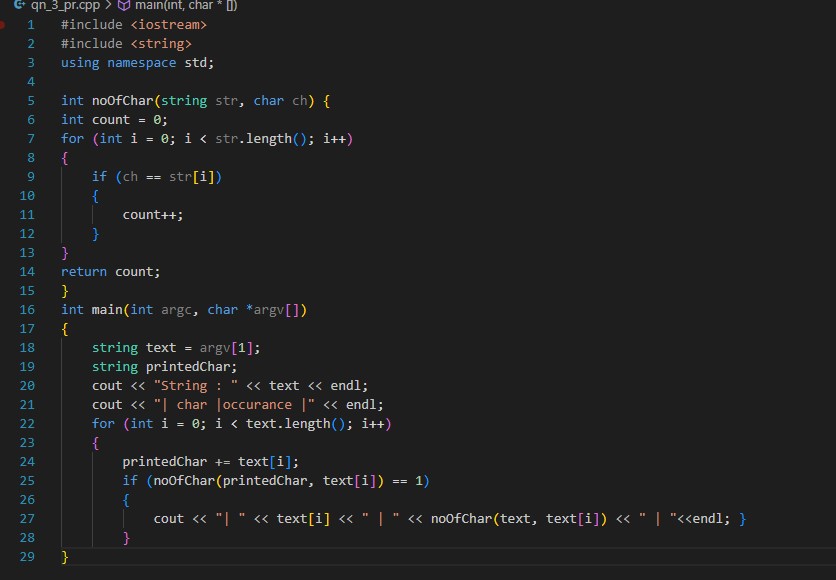 qn_3_pr.cpp > main(int, char * [])
1 #include <iostream>
2 #include <string>
3 using namespace std;
4
5 int noOfChar(string str, char ch) {
6 int count = 0;
7 for (int i = 0; i < str.length(); i++)
8 {
9     if (ch == str[i])
10     {
11         count++;
12     }
13 }
14 return count;
15 }
16 int main(int argc, char *argv[])
17 {
18     string text = argv[1];
19     string printedChar;
20     cout << "String : " << text << endl;
21     cout << "| char |occurance |" << endl;
22     for (int i = 0; i < text.length(); i++)
23     {
24         printedChar += text[i];
25         if (noOfChar(printedChar, text[i]) == 1)
26         {
27             cout << "| " << text[i] << " | " << noOfChar(text, text[i]) << " | "<<endl; }
28         }
29 }